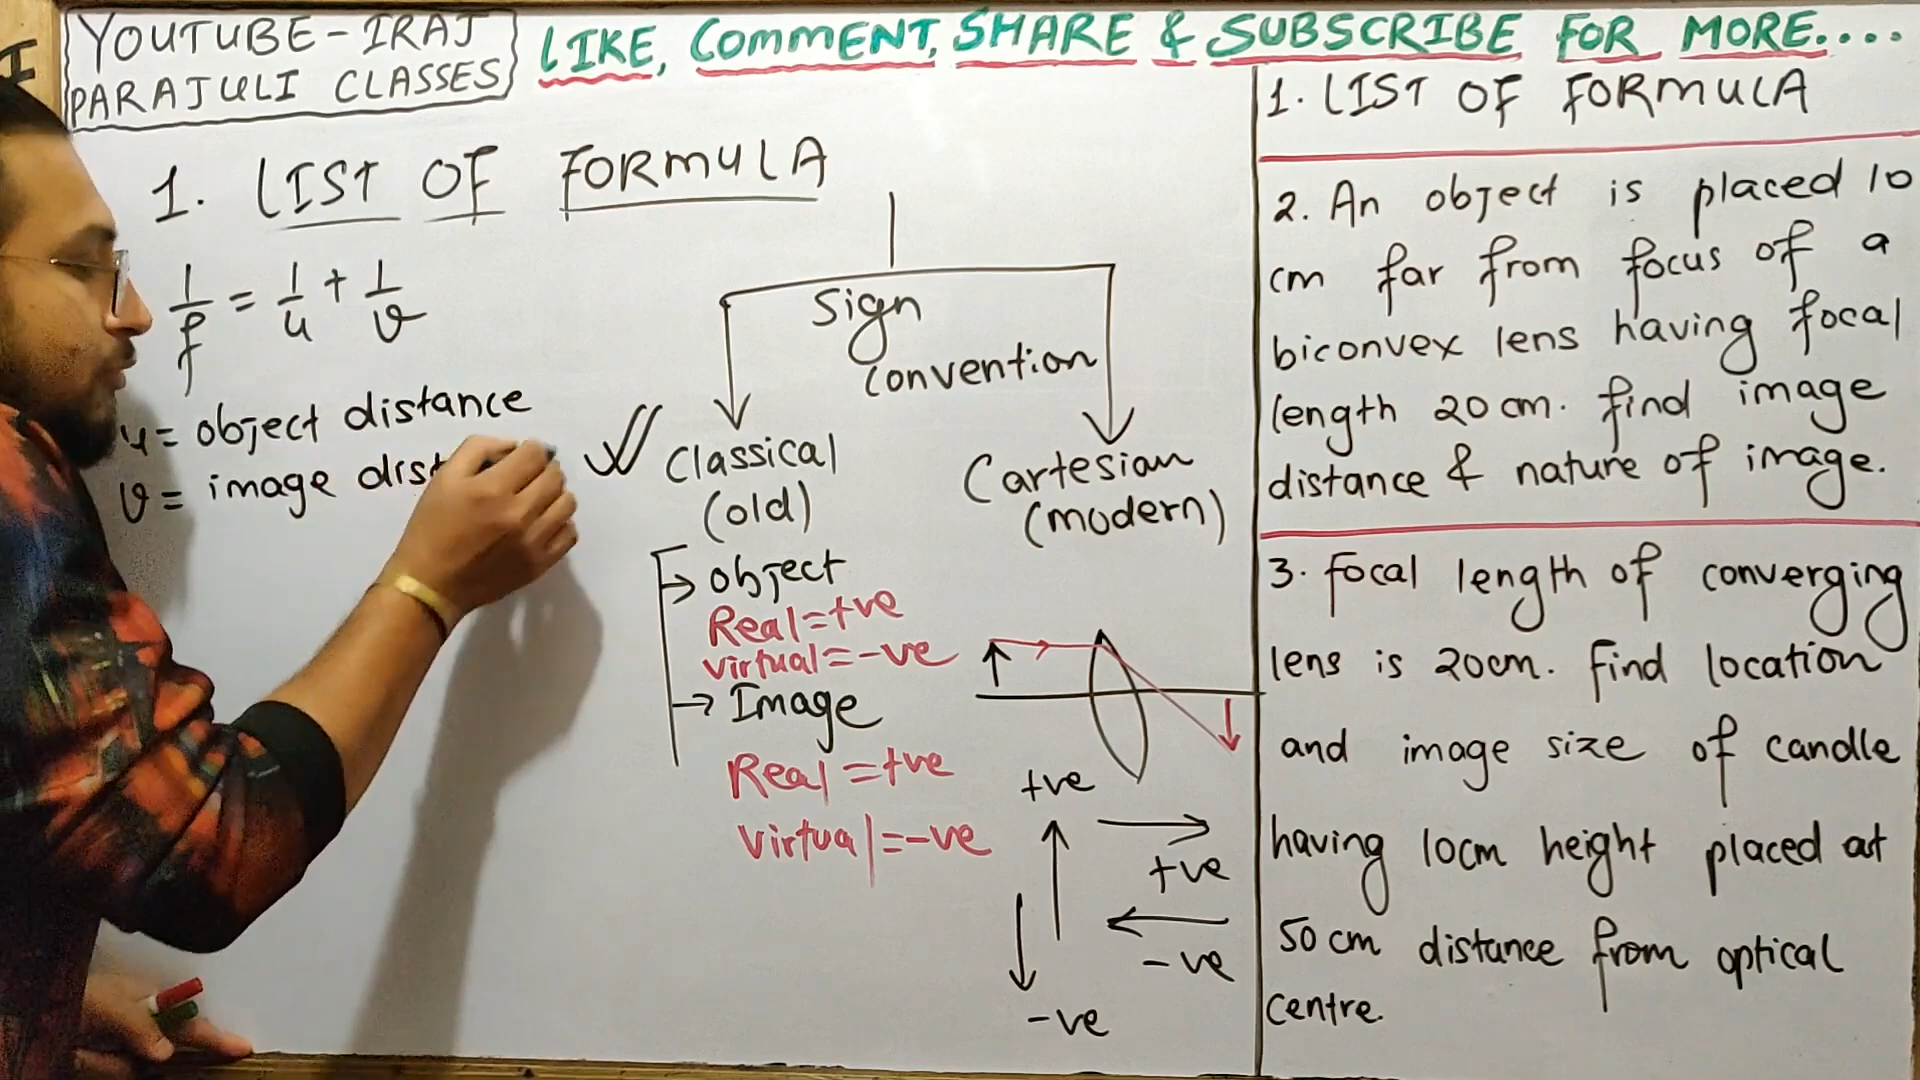 YOUTUBE-IRAJ
PARAJULI CLASSES
LIKE, COMMENT, SHARE & SUBSCRIBE FOR MORE....
1. LIST OF FORMULA
1/f = 1/u + 1/v
u = object distance
v = image dist
Sign
convention
Classical
(old)
Cartesian
(modern)
→ object
Real=+ve
virtual=-ve
→ Image
Real=+ve
virtual=-ve
+ve
+ve
-ve
-ve
1. LIST OF FORMULA
2. An object is placed 10
cm far from focus of a
biconvex lens having focal
length 20cm. find image
distance & nature of image.
3. focal length of converging
lens is 20cm. find location
and image size of candle
having 10cm height placed at
50cm distance from optical
centre.